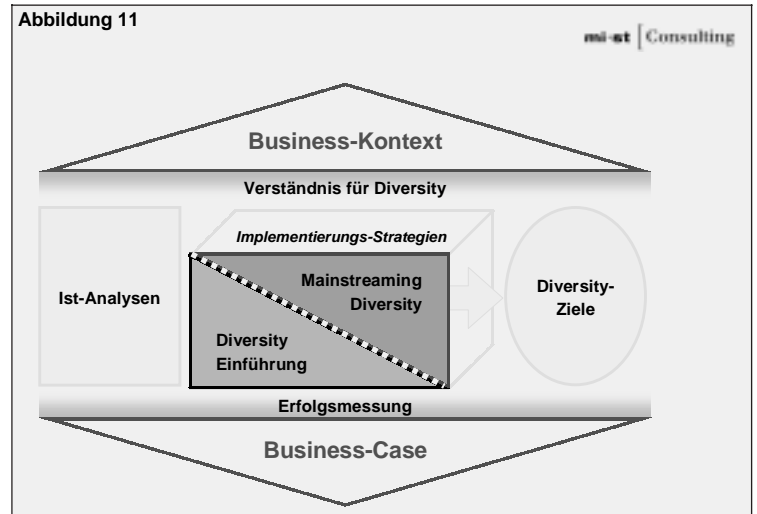 Abbildung 11
mi-st [Consulting
Business-Kontext
Verständnis für Diversity
Implementierungs-Strategien
Ist-Analysen
Mainstreaming
Diversity
Diversity
Einführung
Diversity-
Ziele
Erfolgsmessung
Business-Case